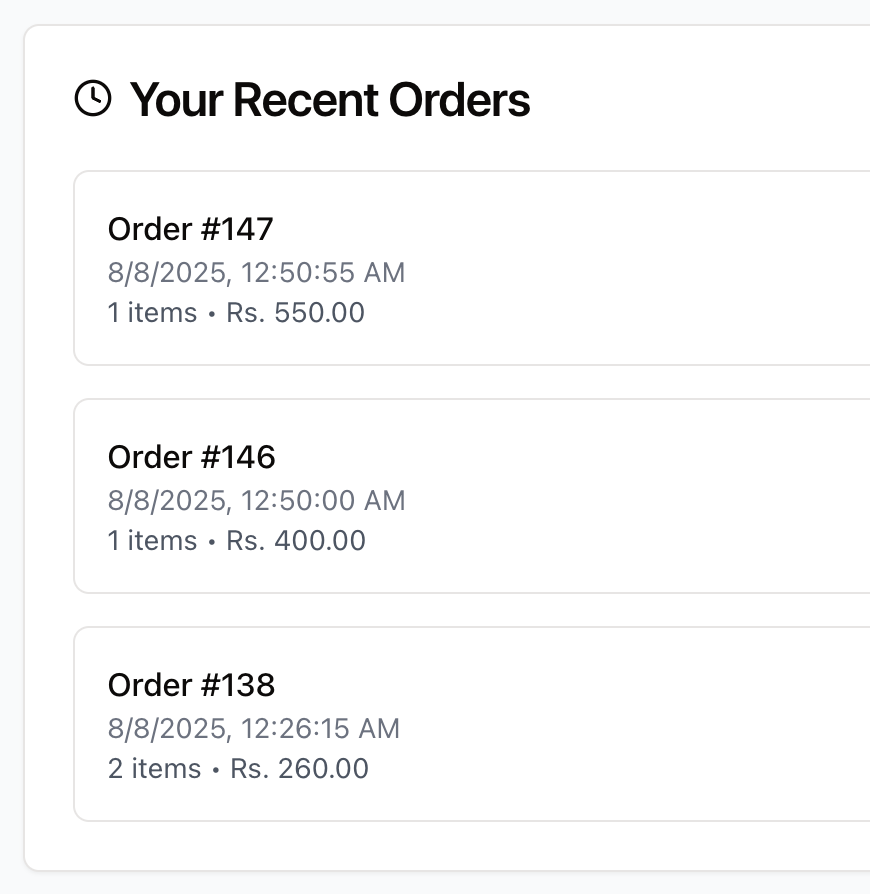 Your Recent Orders
Order #147
8/8/2025, 12:50:55 AM
1 items • Rs. 550.00
Order #146
8/8/2025, 12:50:00 AM
1 items • Rs. 400.00
Order #138
8/8/2025, 12:26:15 AM
2 items • Rs. 260.00